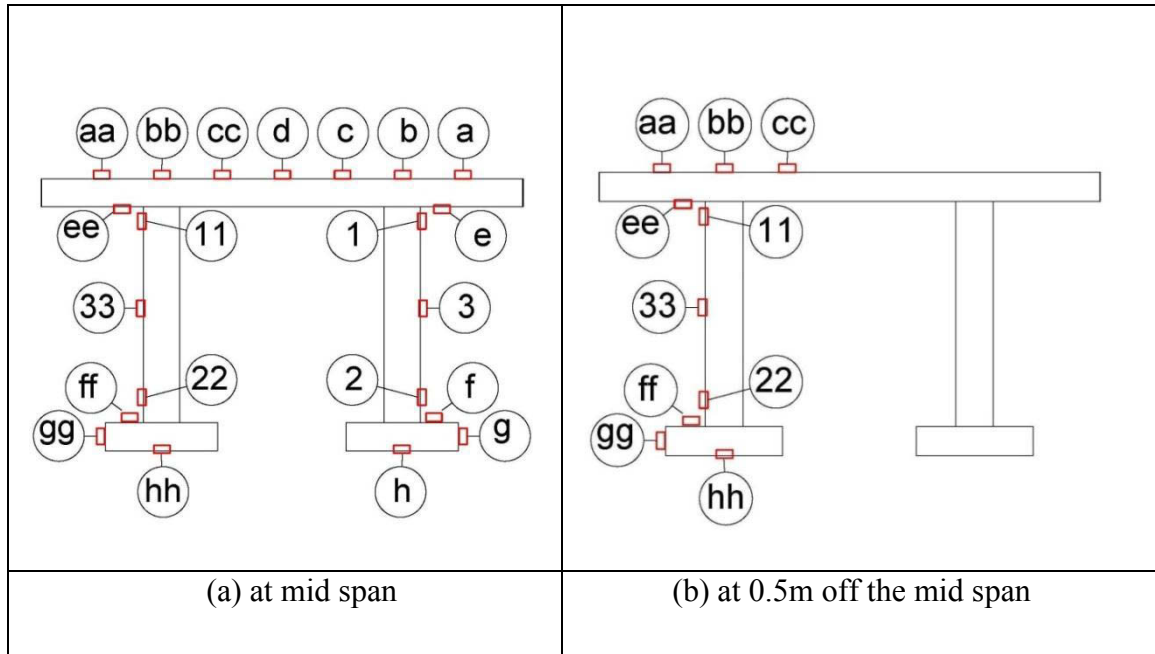 aa bb cc d c b a
ee 11 1 e
33 3
ff 22 2 f
gg g
hh h
(a) at mid span
aa bb cc
ee 11
33
ff 22
gg
hh
(b) at 0.5m off the mid span